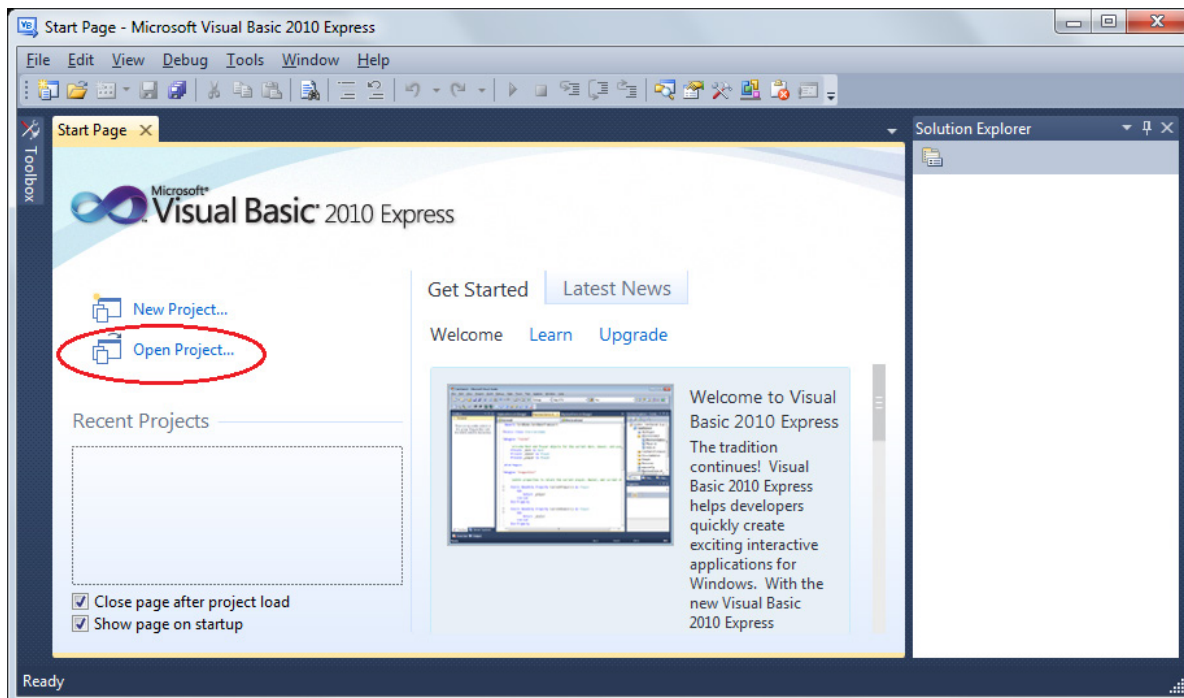 Start Page - Microsoft Visual Basic 2010 Express
File Edit View Debug Tools Window Help
Toolbox
Start Page
Solution Explorer
Microsoft®
Visual Basic® 2010 Express
New Project...
Open Project...
Recent Projects
Close page after project load
Show page on startup
Get Started
Latest News
Welcome Learn Upgrade
Welcome to Visual
Basic 2010 Express
The tradition
continues! Visual
Basic 2010 Express
helps developers
quickly create
exciting interactive
applications for
Windows. With the
new Visual Basic
2010 Express
Ready